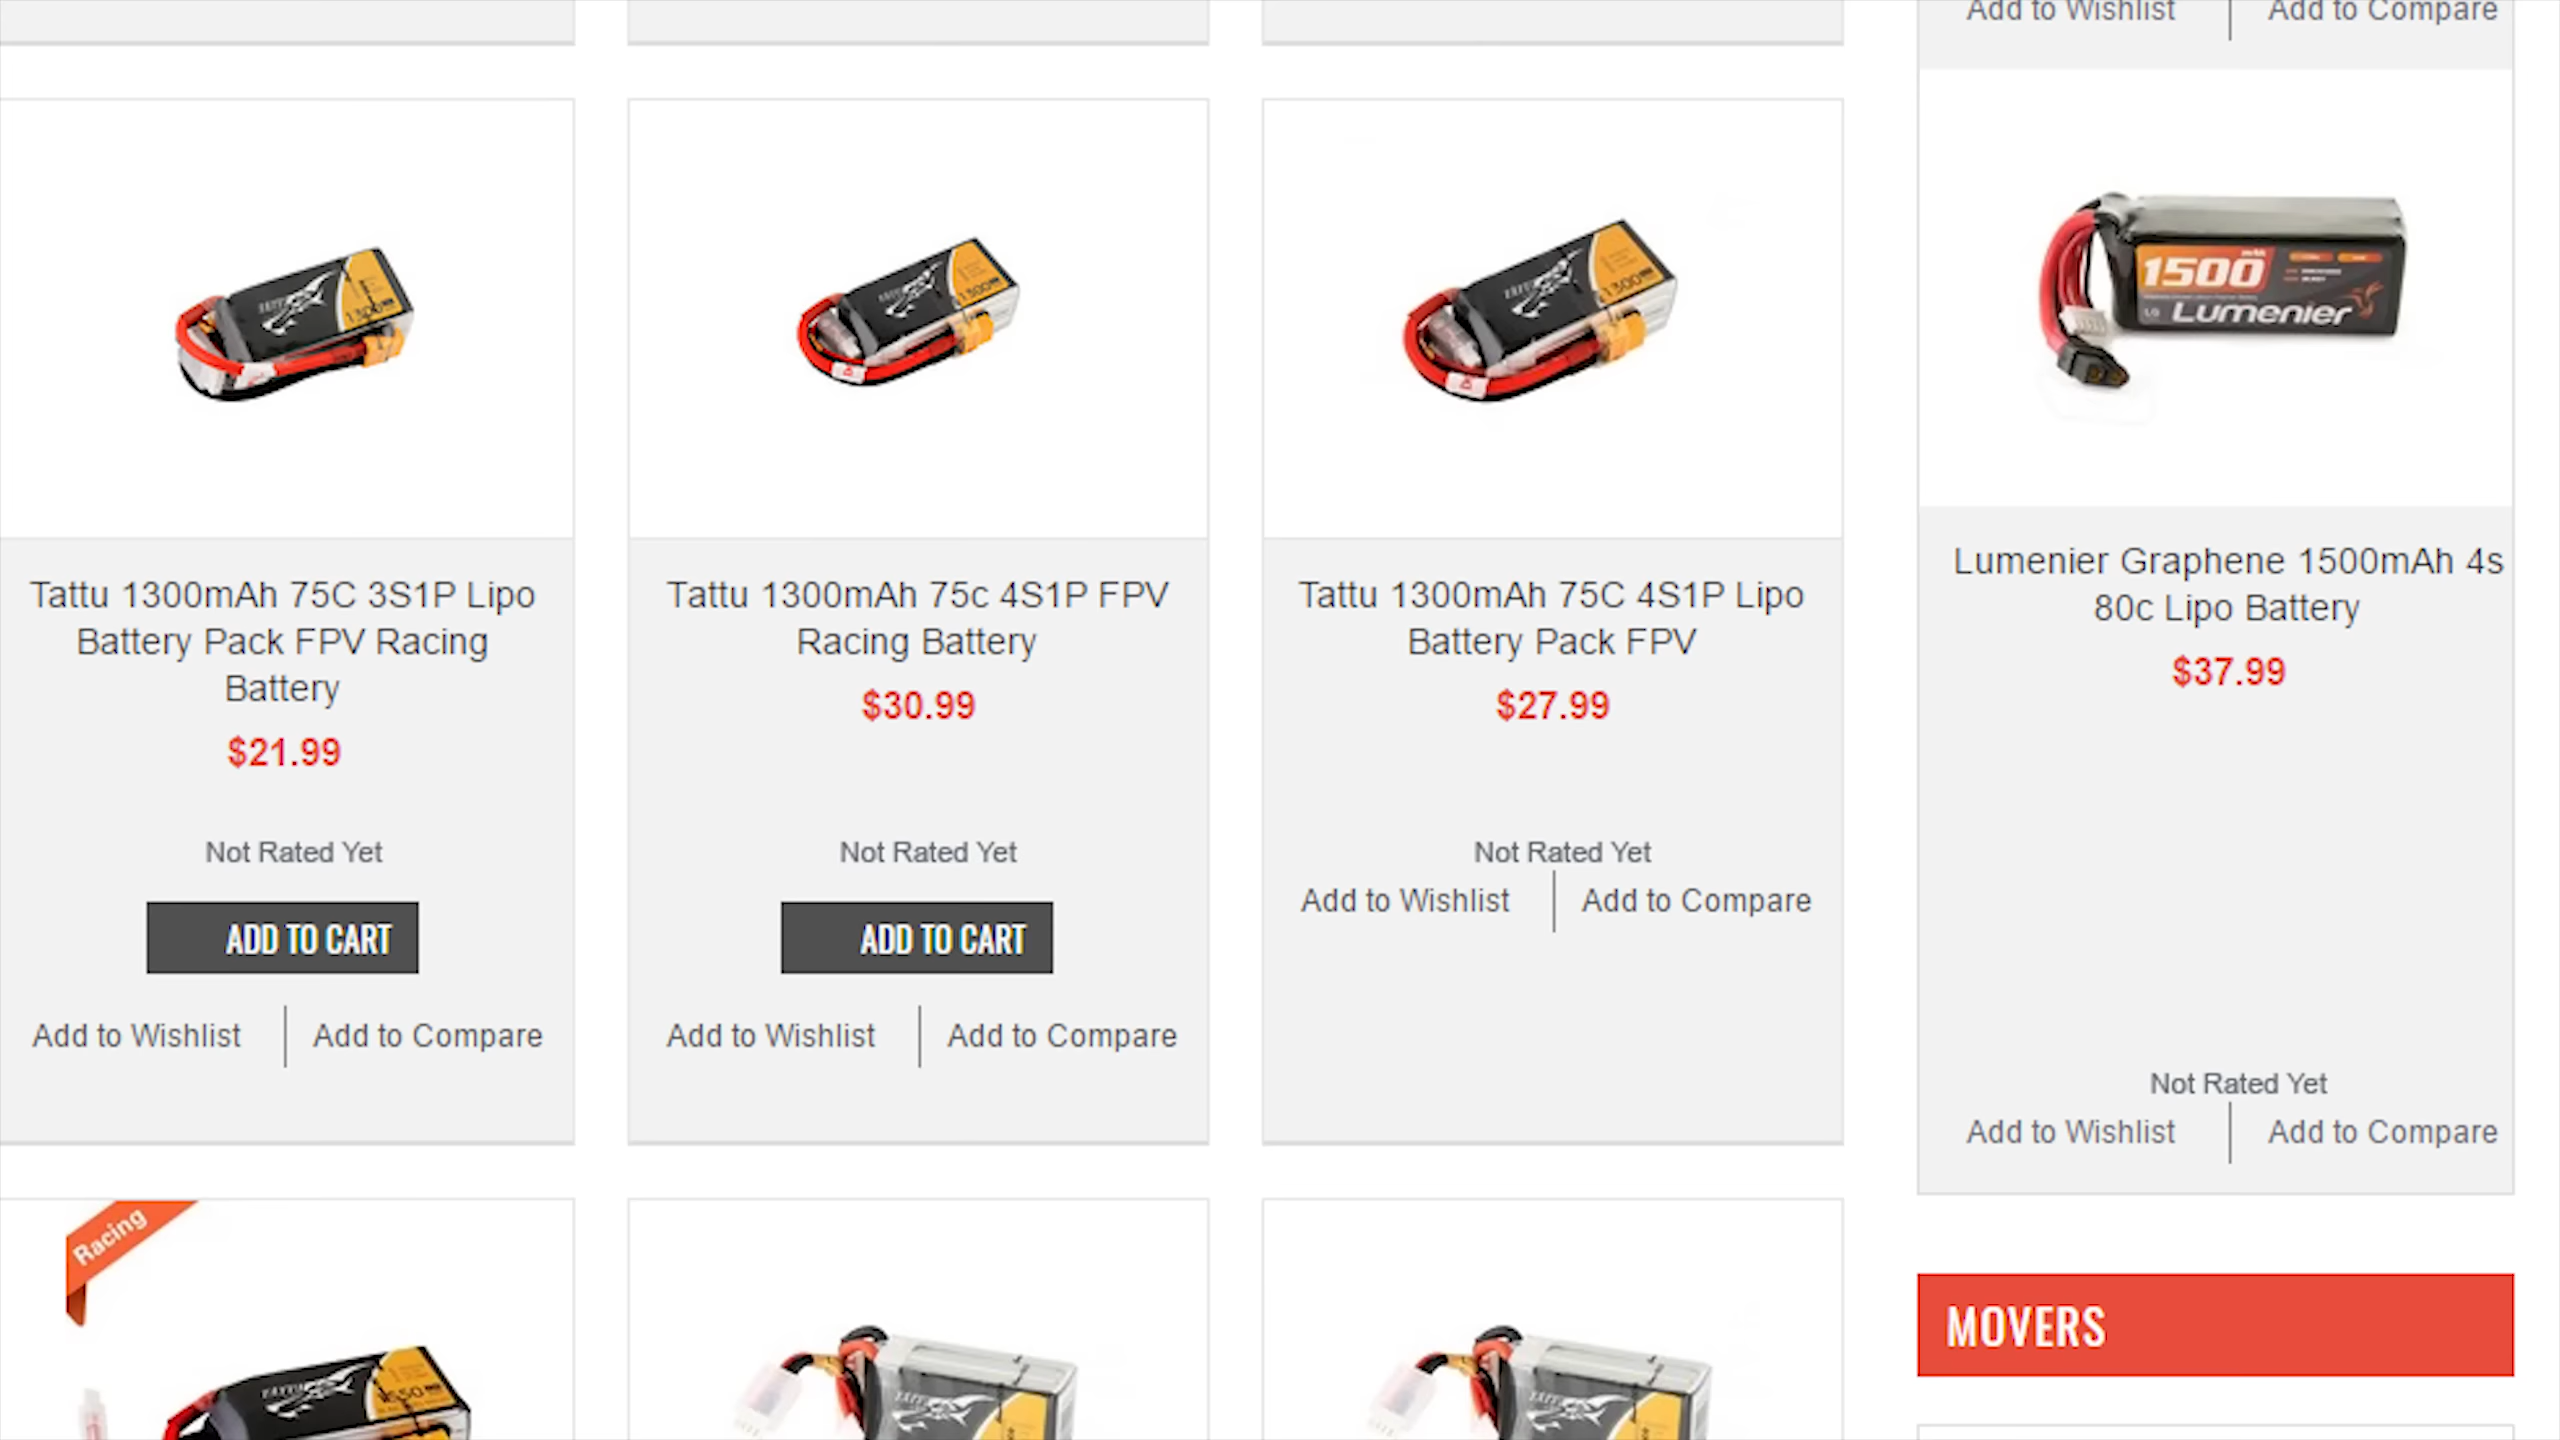 Add to Wishlist
Add to Compare
1300
Tattu 1300mAh 75C 3S1P Lipo
Battery Pack FPV Racing
Battery
$21.99
Not Rated Yet
ADD TO CART
Add to Wishlist
Add to Compare
1300
Tattu 1300mAh 75c 4S1P FPV
Racing Battery
$30.99
Not Rated Yet
ADD TO CART
Add to Wishlist
Add to Compare
1300
Tattu 1300mAh 75C 4S1P Lipo
Battery Pack FPV
$27.99
Not Rated Yet
Add to Wishlist
Add to Compare
1500
Lumenier
Lumenier Graphene 1500mAh 4s
80c Lipo Battery
$37.99
Not Rated Yet
Add to Wishlist
Add to Compare
Racing
MOVERS